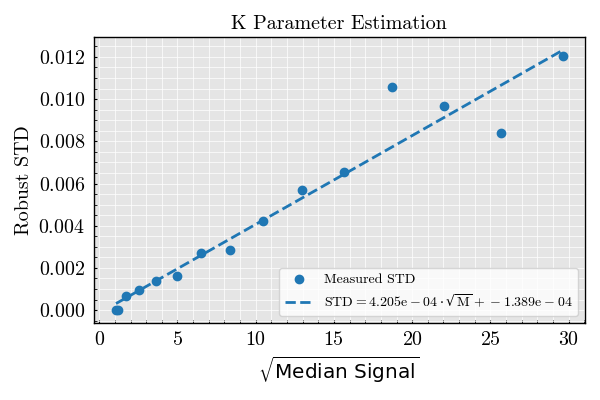 K Parameter Estimation
Robust STD
0.012
0.010
0.008
0.006
0.004
0.002
0.000
Measured STD
STD = 4.205e − 04 · √M + −1.389e − 04
0 5 10 15 20 25 30
√Median Signal